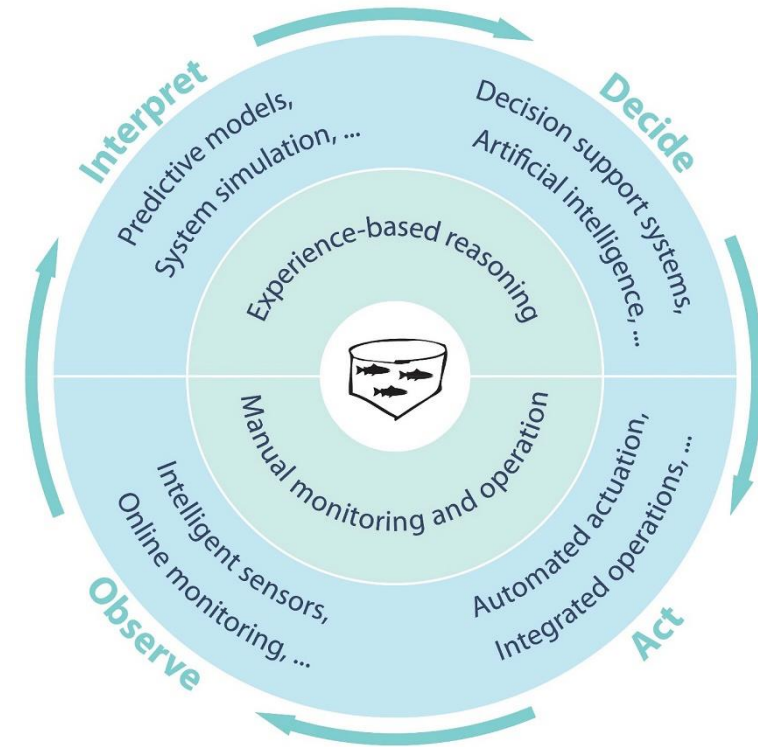 Interpret
Predictive models,
System simulation, ...
Decide
Decision support systems,
Artificial intelligence, ...
Experience-based reasoning
Manual monitoring and operation
Observe
Intelligent sensors,
Online monitoring, ...
Act
Automated actuation,
Integrated operations, ...